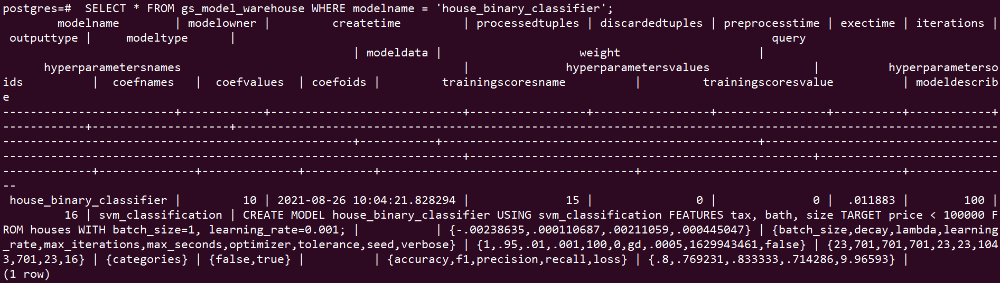 postgres=#  SELECT * FROM gs_model_warehouse WHERE modelname = 'house_binary_classifier';
        modelname        | modelowner |         createtime         | processedtuples | discardedtuples | preprocesstime | exectime | iterations |
 outputtype |     modeltype      |                                                                              query
                                                   | modeldata |                    weight                    |
      hyperparametersnames                                         |              hyperparametersvalues               |          hyperparameterso
ids          |  coefnames   |  coefvalues  | coefoids |         trainingscoresname          |         trainingscoresvalue          | modeldescrib
e
-------------------------+------------+----------------------------+-----------------+-----------------+----------------+----------+------------+
------------+--------------------+---------------------------------------------------------------------------------------------------------------
---------------------------------------------------+-----------+----------------------------------------------+----------------------------------
-------------------------------------------------------------------+--------------------------------------------------+--------------------------
-------------+--------------+--------------+----------+-------------------------------------+--------------------------------------+-------------
--
 house_binary_classifier |         10 | 2021-08-26 10:04:21.828294 |              15 |               0 |              0 |  .011883 |        100 |
         16 | svm_classification | CREATE MODEL house_binary_classifier USING svm_classification FEATURES tax, bath, size TARGET price < 100000 F
ROM houses WITH batch_size=1, learning_rate=0.001; |           | {-.00238635,.000110687,.00211059,.000445047} | {batch_size,decay,lambda,learning
_rate,max_iterations,max_seconds,optimizer,tolerance,seed,verbose} | {1,.95,.01,.001,100,0,gd,.0005,1629943461,false} | {23,701,701,701,23,23,104
3,701,23,16} | {categories} | {false,true} |          | {accuracy,f1,precision,recall,loss} | {.8,.769231,.833333,.714286,9.96593} |
(1 row)